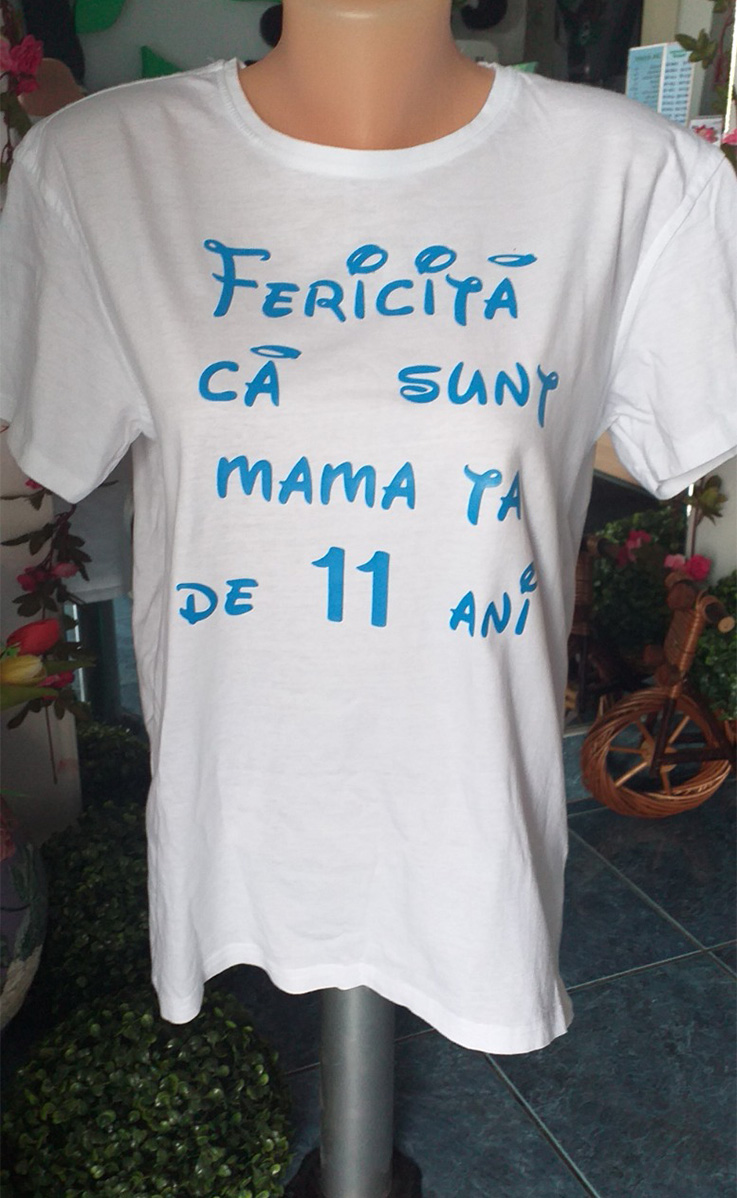 FERICITĂ
CĂ SUNT
MAMA TA
DE 11 ANI